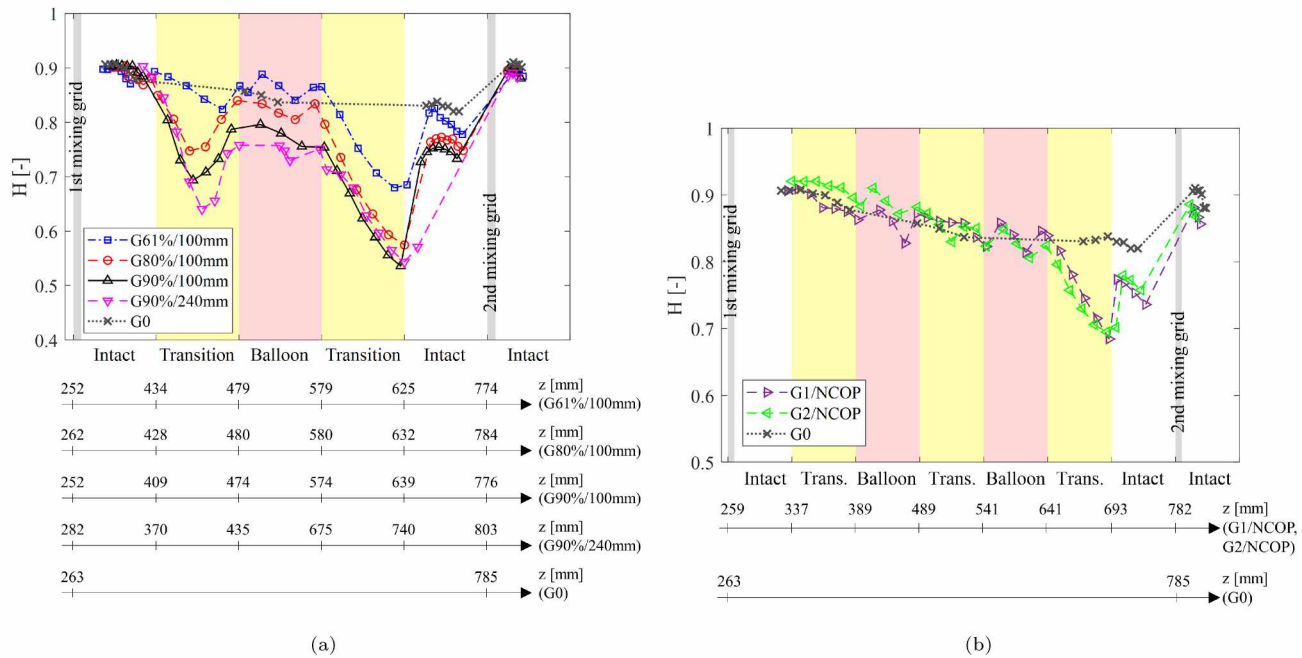 1
0.9
0.8
0.7
0.6
0.5
0.4
H [-]
1st mixing grid
2nd mixing grid
G61%/100mm
G80%/100mm
G90%/100mm
G90%/240mm
G0
Intact Transition Balloon Transition Intact Intact
252 434 479 579 625 774 z [mm]
(G61%/100mm)
262 428 480 580 632 784 z [mm]
(G80%/100mm)
252 409 474 574 639 776 z [mm]
(G90%/100mm)
282 370 435 675 740 803 z [mm]
(G90%/240mm)
263 785 z [mm]
(G0)
(a)
1
0.9
0.8
0.7
0.6
0.5
H [-]
1st mixing grid
2nd mixing grid
G1/NCOP
G2/NCOP
G0
Intact Trans. Balloon Trans. Balloon Trans. Intact Intact
259 337 389 489 541 641 693 782 z [mm]
(G1/NCOP,
G2/NCOP)
263 785 z [mm]
(G0)
(b)